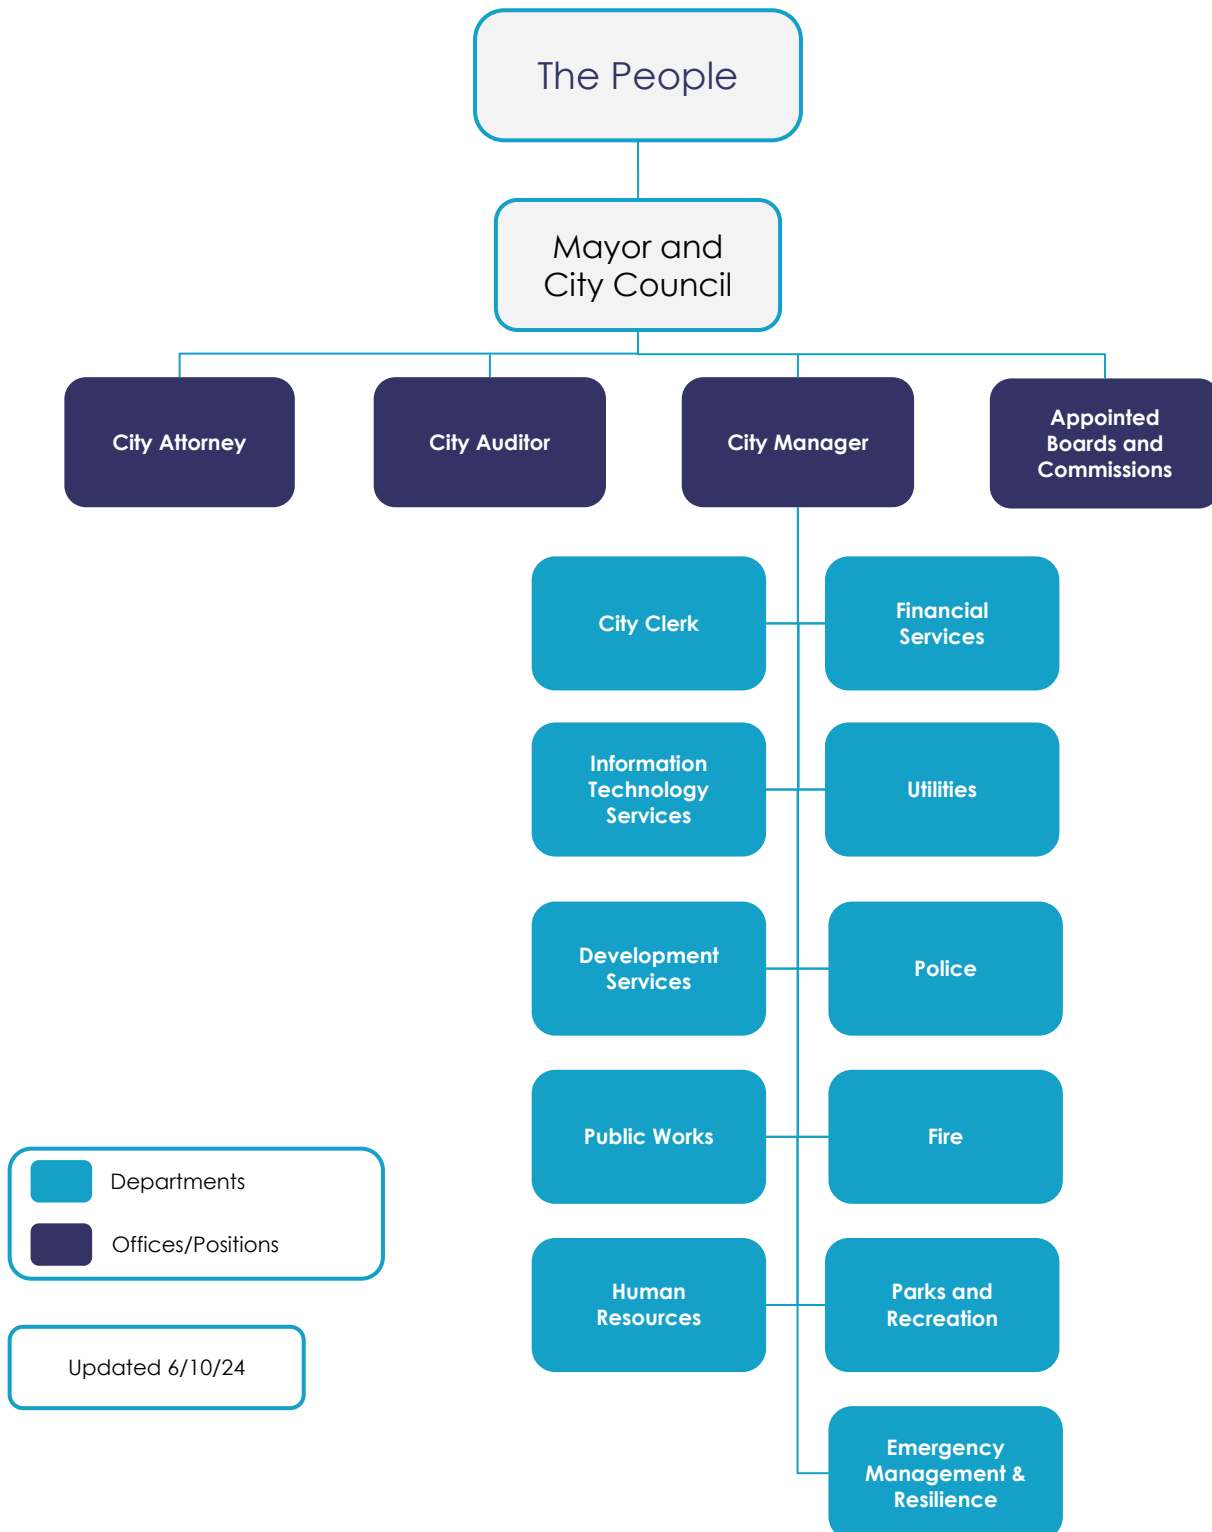 The People
Mayor and
City Council
City Attorney
City Auditor
City Manager
Appointed
Boards and
Commissions
City Clerk
Financial
Services
Information
Technology
Services
Utilities
Development
Services
Police
Public Works
Fire
Human
Resources
Parks and
Recreation
Emergency
Management &
Resilience
Departments
Offices/Positions
Updated 6/10/24